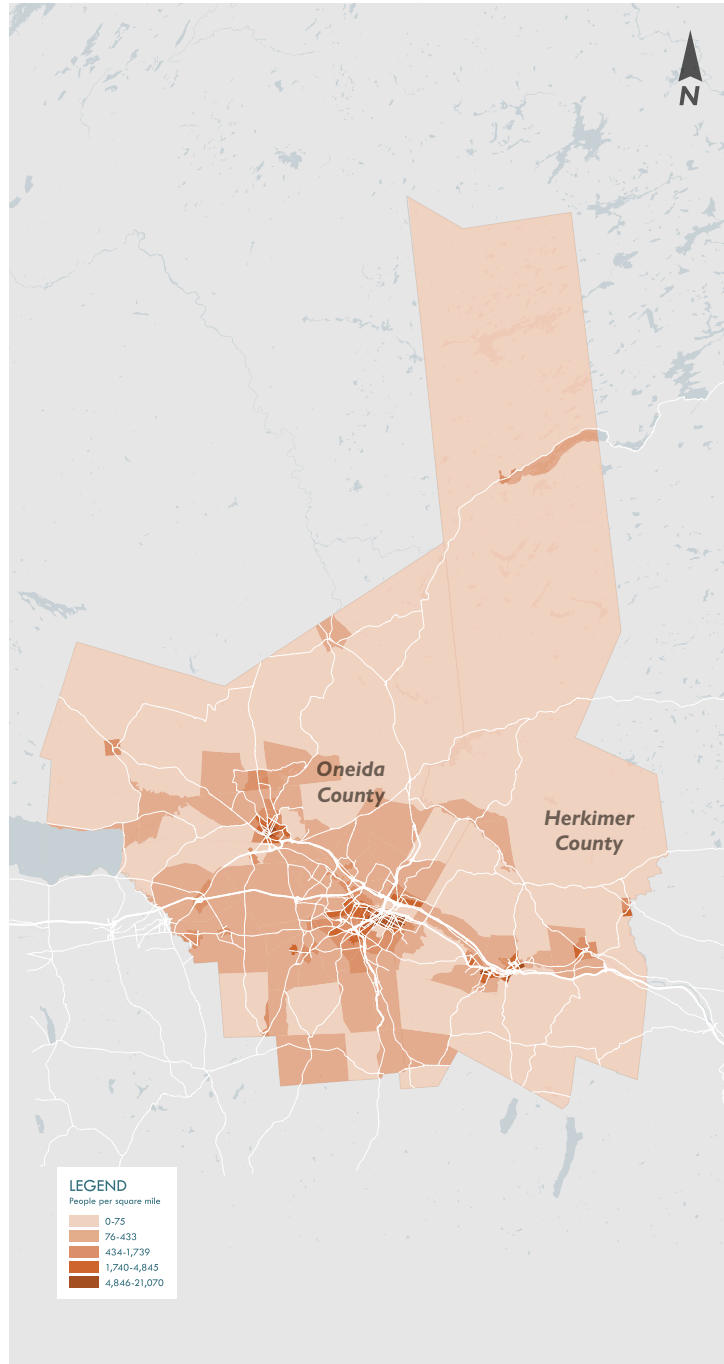 N
Oneida
County
Herkimer
County
LEGEND
People per square mile
0-75
76-433
434-1,739
1,740-4,845
4,846-21,070